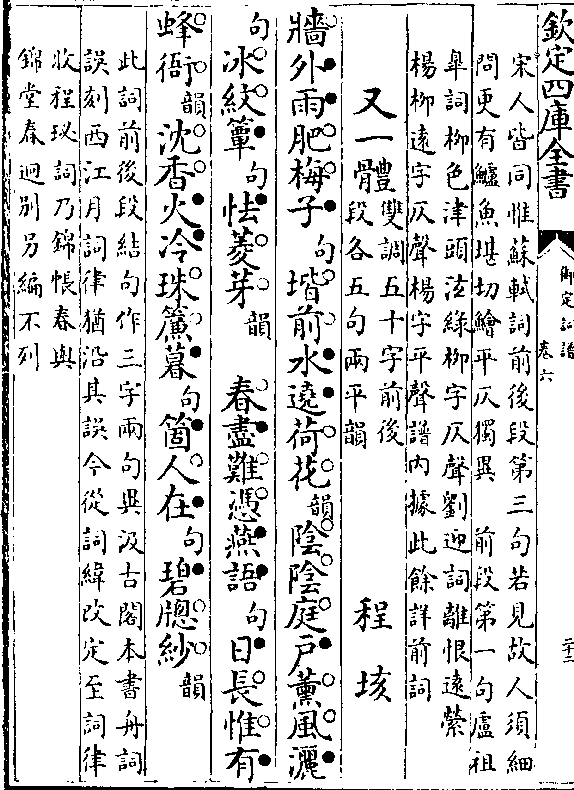 欽定四庫全書
御定詞譜
卷六
二十二
宋人皆同惟蘇軾詞前後段第三句若見故人須細
問更有鱸魚堪切鱠平仄獨異　前段第一句盧祖
臯詞柳色津頭泫綠柳字仄聲劉迎詞離恨遠縈
楊柳遠字仄聲楊字平聲譜内據此餘詳前詞
又一體　雙調五十字前後
段各五句兩平韻　程垓
牆外雨肥梅子句堦前水遶荷花韻陰陰庭戶薰風灑
句冰紋簟句怯菱芽韻　春盡難憑燕語句日長惟有
蜂衙韻沈香火冷珠簾暮句箇人在句碧牕紗韻
此詞前後段結句作三字兩句與汲古閣本書舟詞
誤刻西江月詞律猶沿其誤今從詞緯改定至詞律
收程珌詞乃錦帳春與
錦堂春迥別另編不列